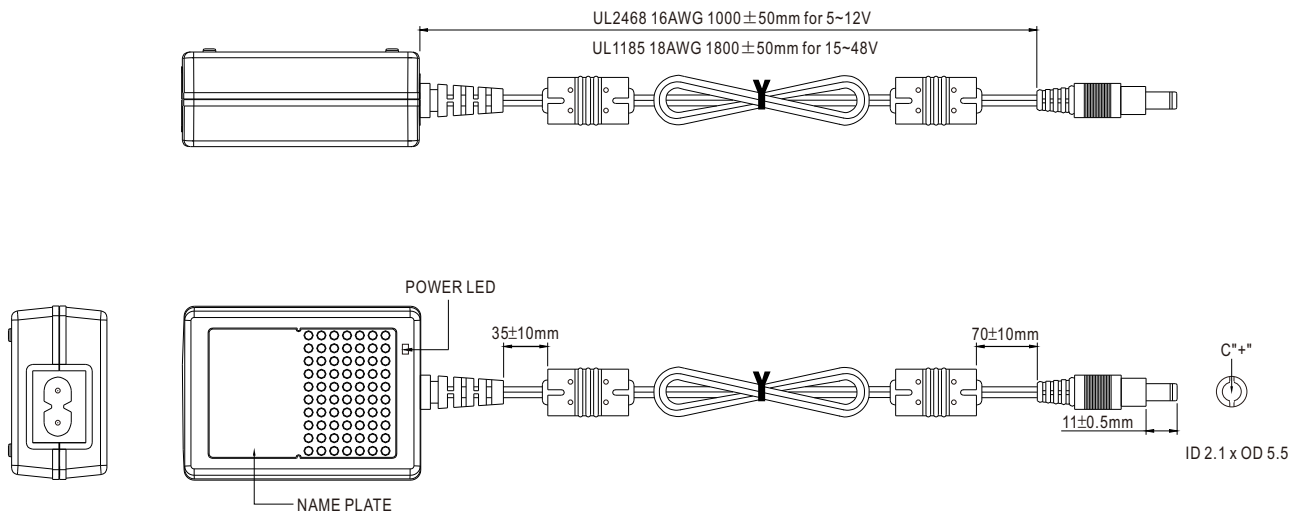 UL2468 16AWG 1000±50mm for 5~12V
UL1185 18AWG 1800±50mm for 15~48V
POWER LED
35±10mm
70±10mm
C"+"
11±0.5mm
ID 2.1 x OD 5.5
NAME PLATE